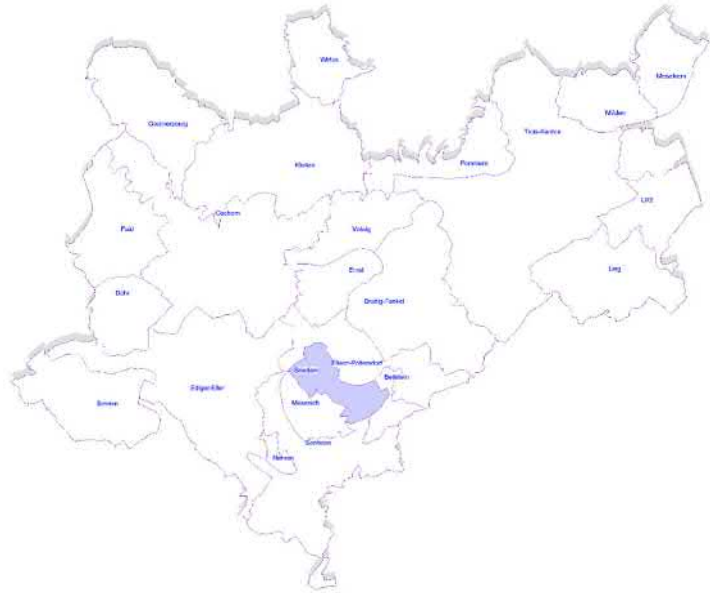 Wirfus
Moselkern
Müden
Greimersburg
Treis-Karden
Klotten
Pommern
Lütz
Cochem
Faid
Valwig
Lieg
Ernst
Dohr
Bruttig-Fankel
Ellenz-Poltersdorf
Senheim
Ediger-Eller
Beilstein
Bremm
Mesenich
Nehren